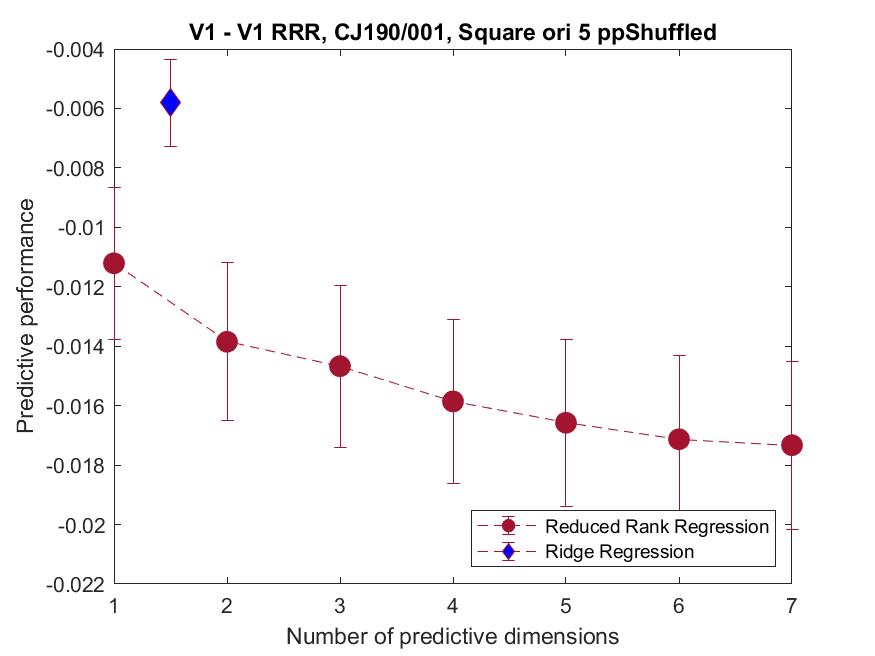 V1 - V1 RRR, CJ190/001, Square ori 5 ppShuffled
-0.004
-0.006
-0.008
-0.01
-0.012
-0.014
-0.016
-0.018
-0.02
-0.022
Predictive performance
Reduced Rank Regression
Ridge Regression
1 2 3 4 5 6 7
Number of predictive dimensions